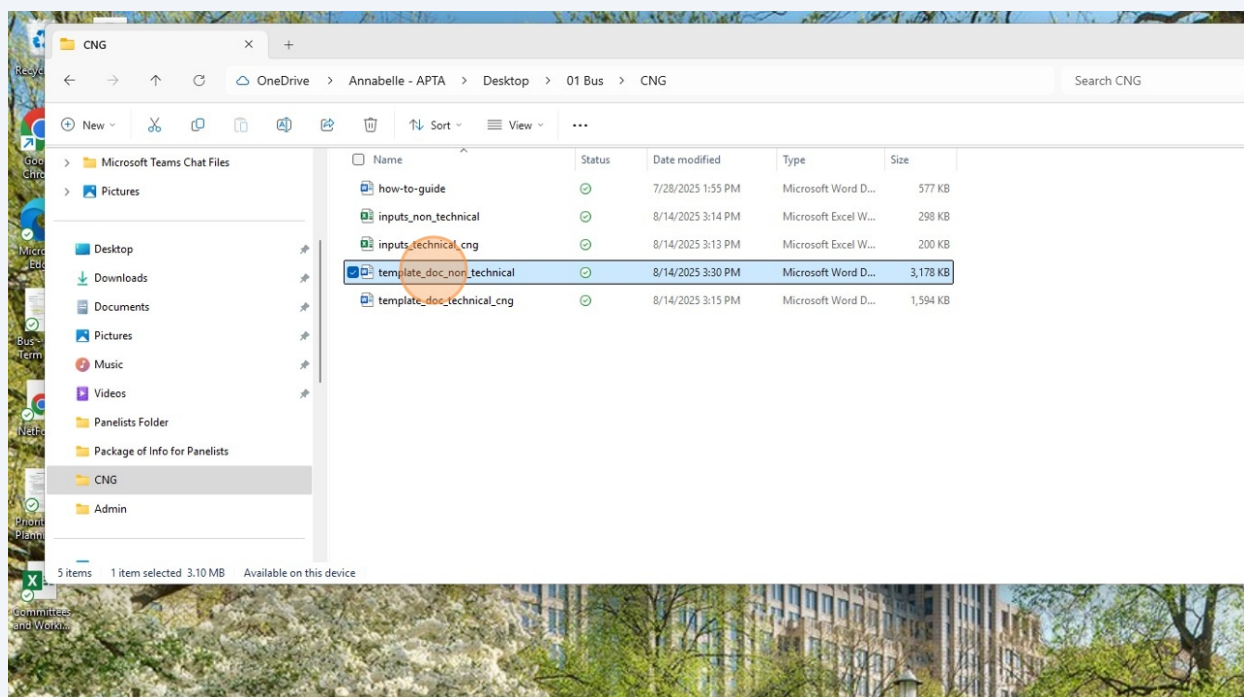 CNG
OneDrive > Annabelle - APTA > Desktop > 01 Bus > CNG
Search CNG
New
Sort
View
Microsoft Teams Chat Files
Pictures
Desktop
Downloads
Documents
Pictures
Music
Videos
Panelists Folder
Package of Info for Panelists
CNG
Admin
Name Status Date modified Type Size
how-to-guide 7/28/2025 1:55 PM Microsoft Word D... 577 KB
inputs_non_technical 8/14/2025 3:14 PM Microsoft Excel W... 298 KB
inputs_technical_cng 8/14/2025 3:13 PM Microsoft Excel W... 200 KB
template_doc_non_technical 8/14/2025 3:30 PM Microsoft Word D... 3,178 KB
template_doc_technical_cng 8/14/2025 3:15 PM Microsoft Word D... 1,594 KB
5 items 1 item selected 3.10 MB Available on this device
Committees
and Worki...